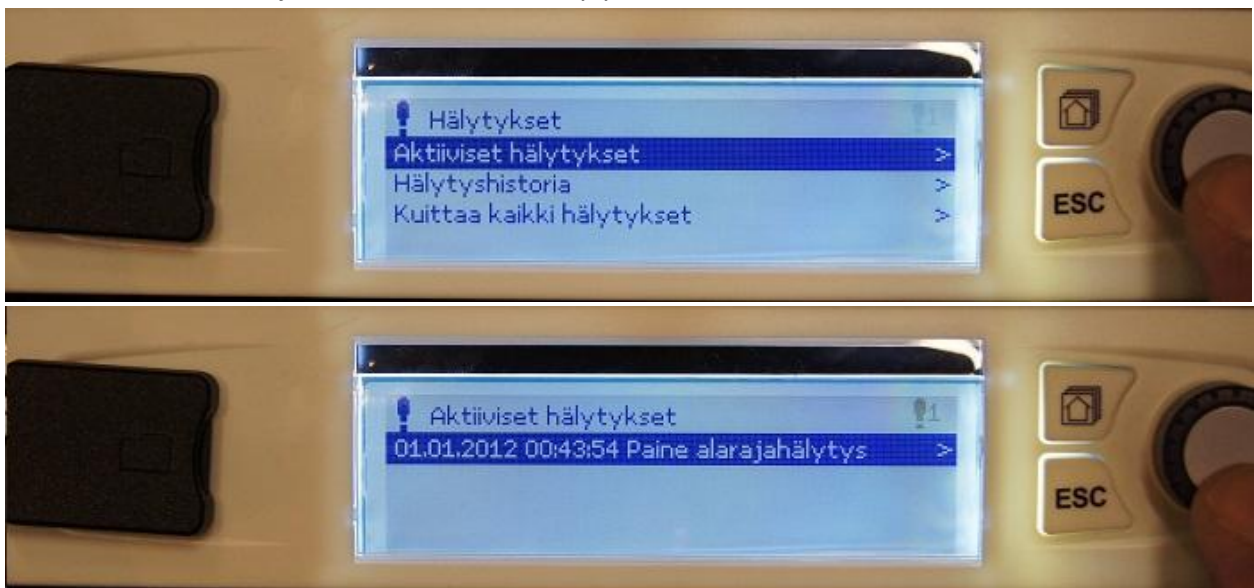 Hälytykset
Aktiiviset hälytykset >
Hälytyshistoria >
Kuittaa kaikki hälytykset >
ESC
Aktiiviset hälytykset 1
01.01.2012 00:43:54 Paine alarajahälytys >
ESC